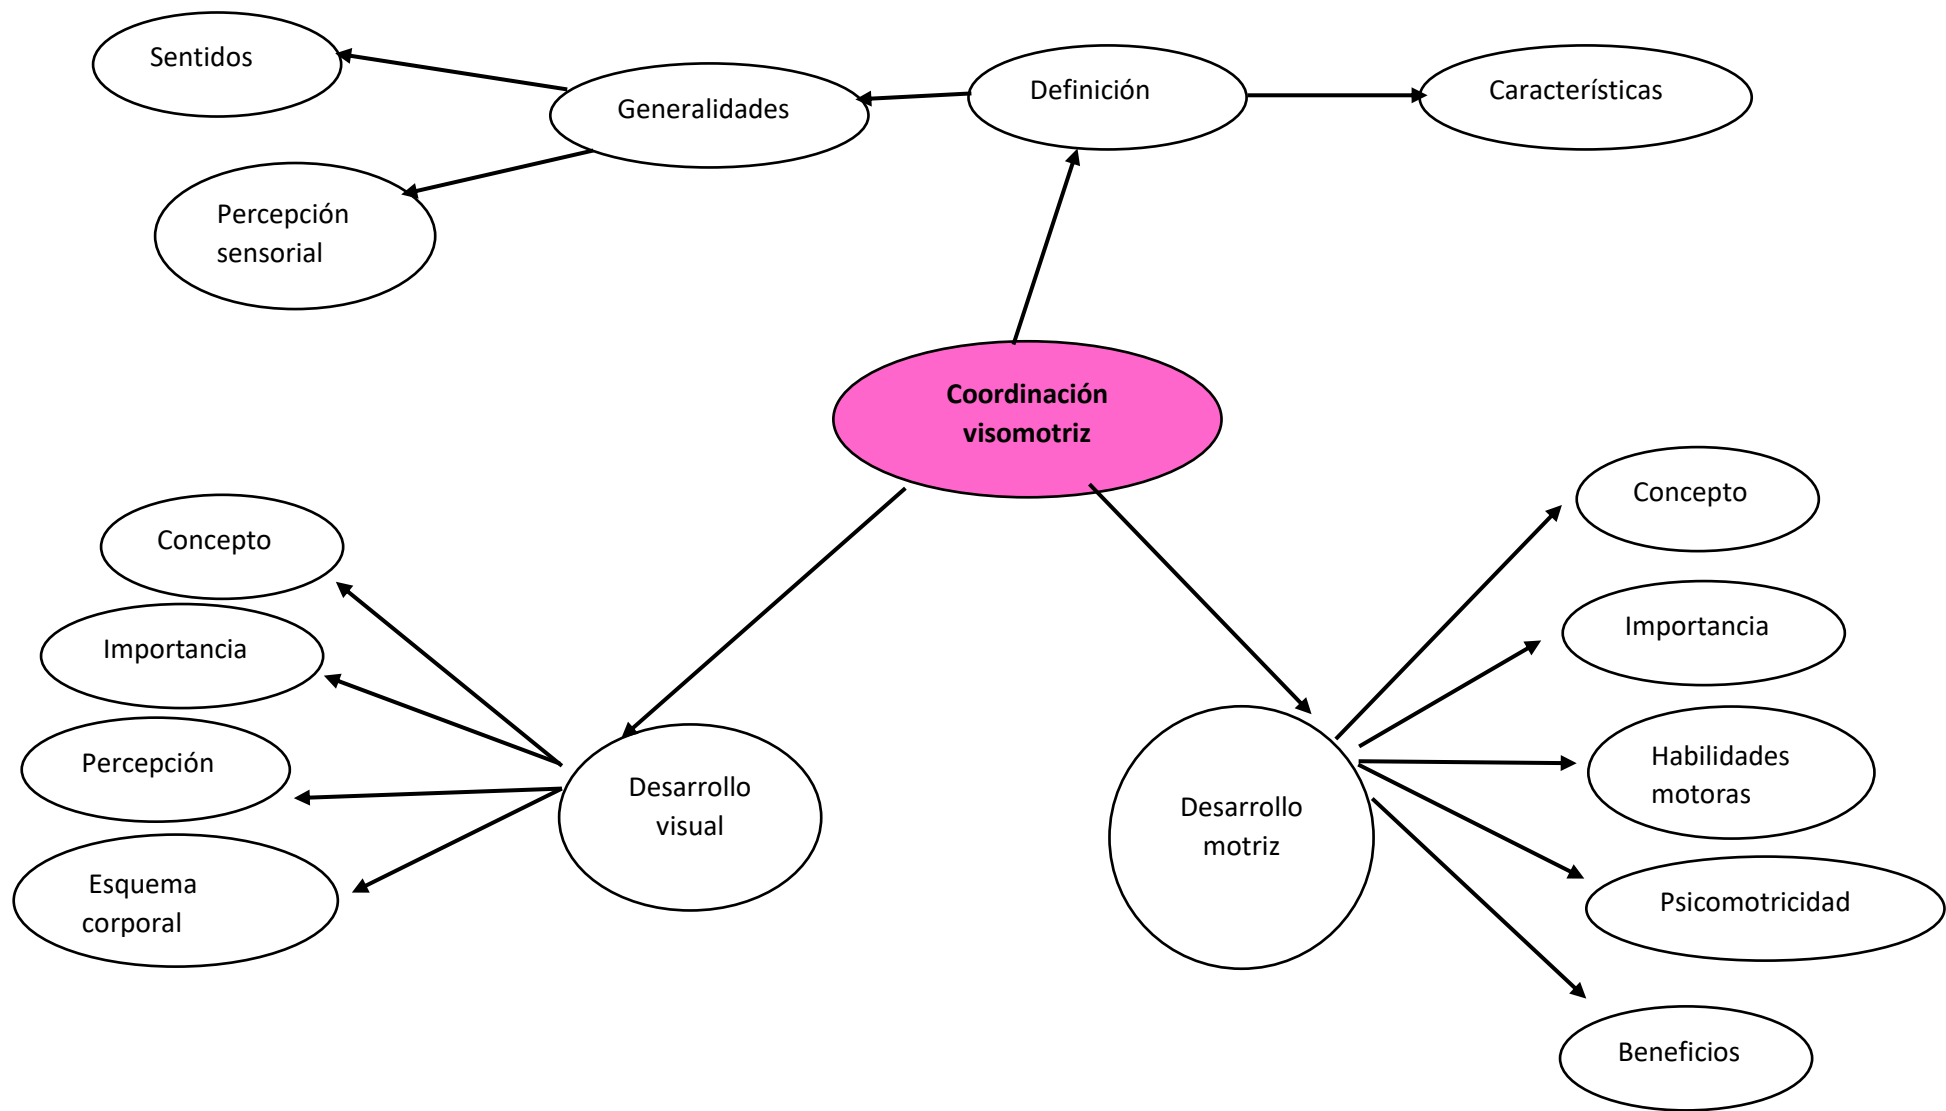 Sentidos
Generalidades
Definición
Característícas
Percepción
sensorial
Coordinación
visomotriz
Concepto
Importancia
Percepción
Esquema
corporal
Desarrollo
visual
Desarrollo
motriz
Concepto
Importancia
Habilidades
motoras
Psicomotricidad
Beneficios